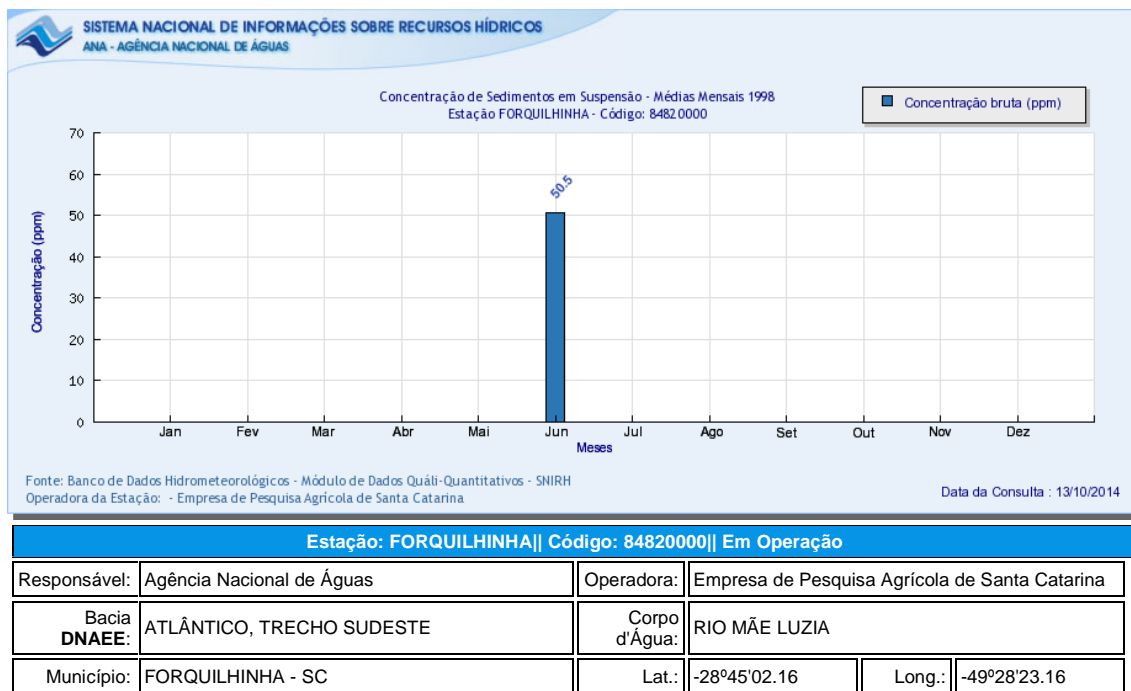 SISTEMA NACIONAL DE INFORMAÇÕES SOBRE RECURSOS HÍDRICOS
ANA - AGÊNCIA NACIONAL DE ÁGUAS
Concentração de Sedimentos em Suspensão - Médias Mensais 1998
Estação FORQUILHINHA - Código: 84820000
Concentração bruta (ppm)
70
60
50
40
30
20
10
0
Concentração (ppm)
50.5
Jan Fev Mar Abr Mai Jun Jul Ago Set Out Nov Dez
Meses
Fonte: Banco de Dados Hidrometeorológicos - Módulo de Dados Quáli-Quantitativos - SNIRH
Operadora da Estação: - Empresa de Pesquisa Agrícola de Santa Catarina
Data da Consulta : 13/10/2014
Estação: FORQUILHINHA|| Código: 84820000|| Em Operação
Responsável: Agência Nacional de Águas Operadora: Empresa de Pesquisa Agrícola de Santa Catarina
Bacia DNAEE: ATLÂNTICO, TRECHO SUDESTE Corpo d'Água: RIO MÃE LUZIA
Município: FORQUILHINHA - SC Lat.: -28º45'02.16 Long.: -49º28'23.16